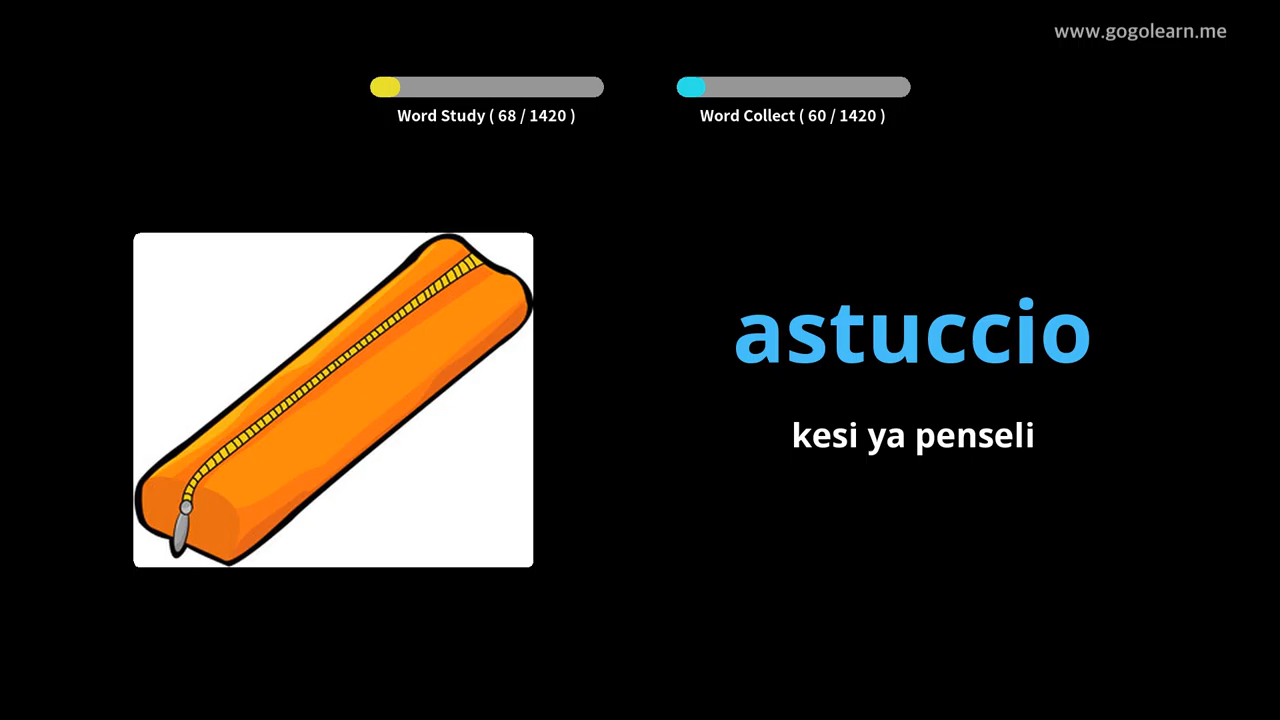 www.gogolearn.me
Word Study ( 68 / 1420 )
Word Collect ( 60 / 1420 )
astuccio
kesi ya penseli